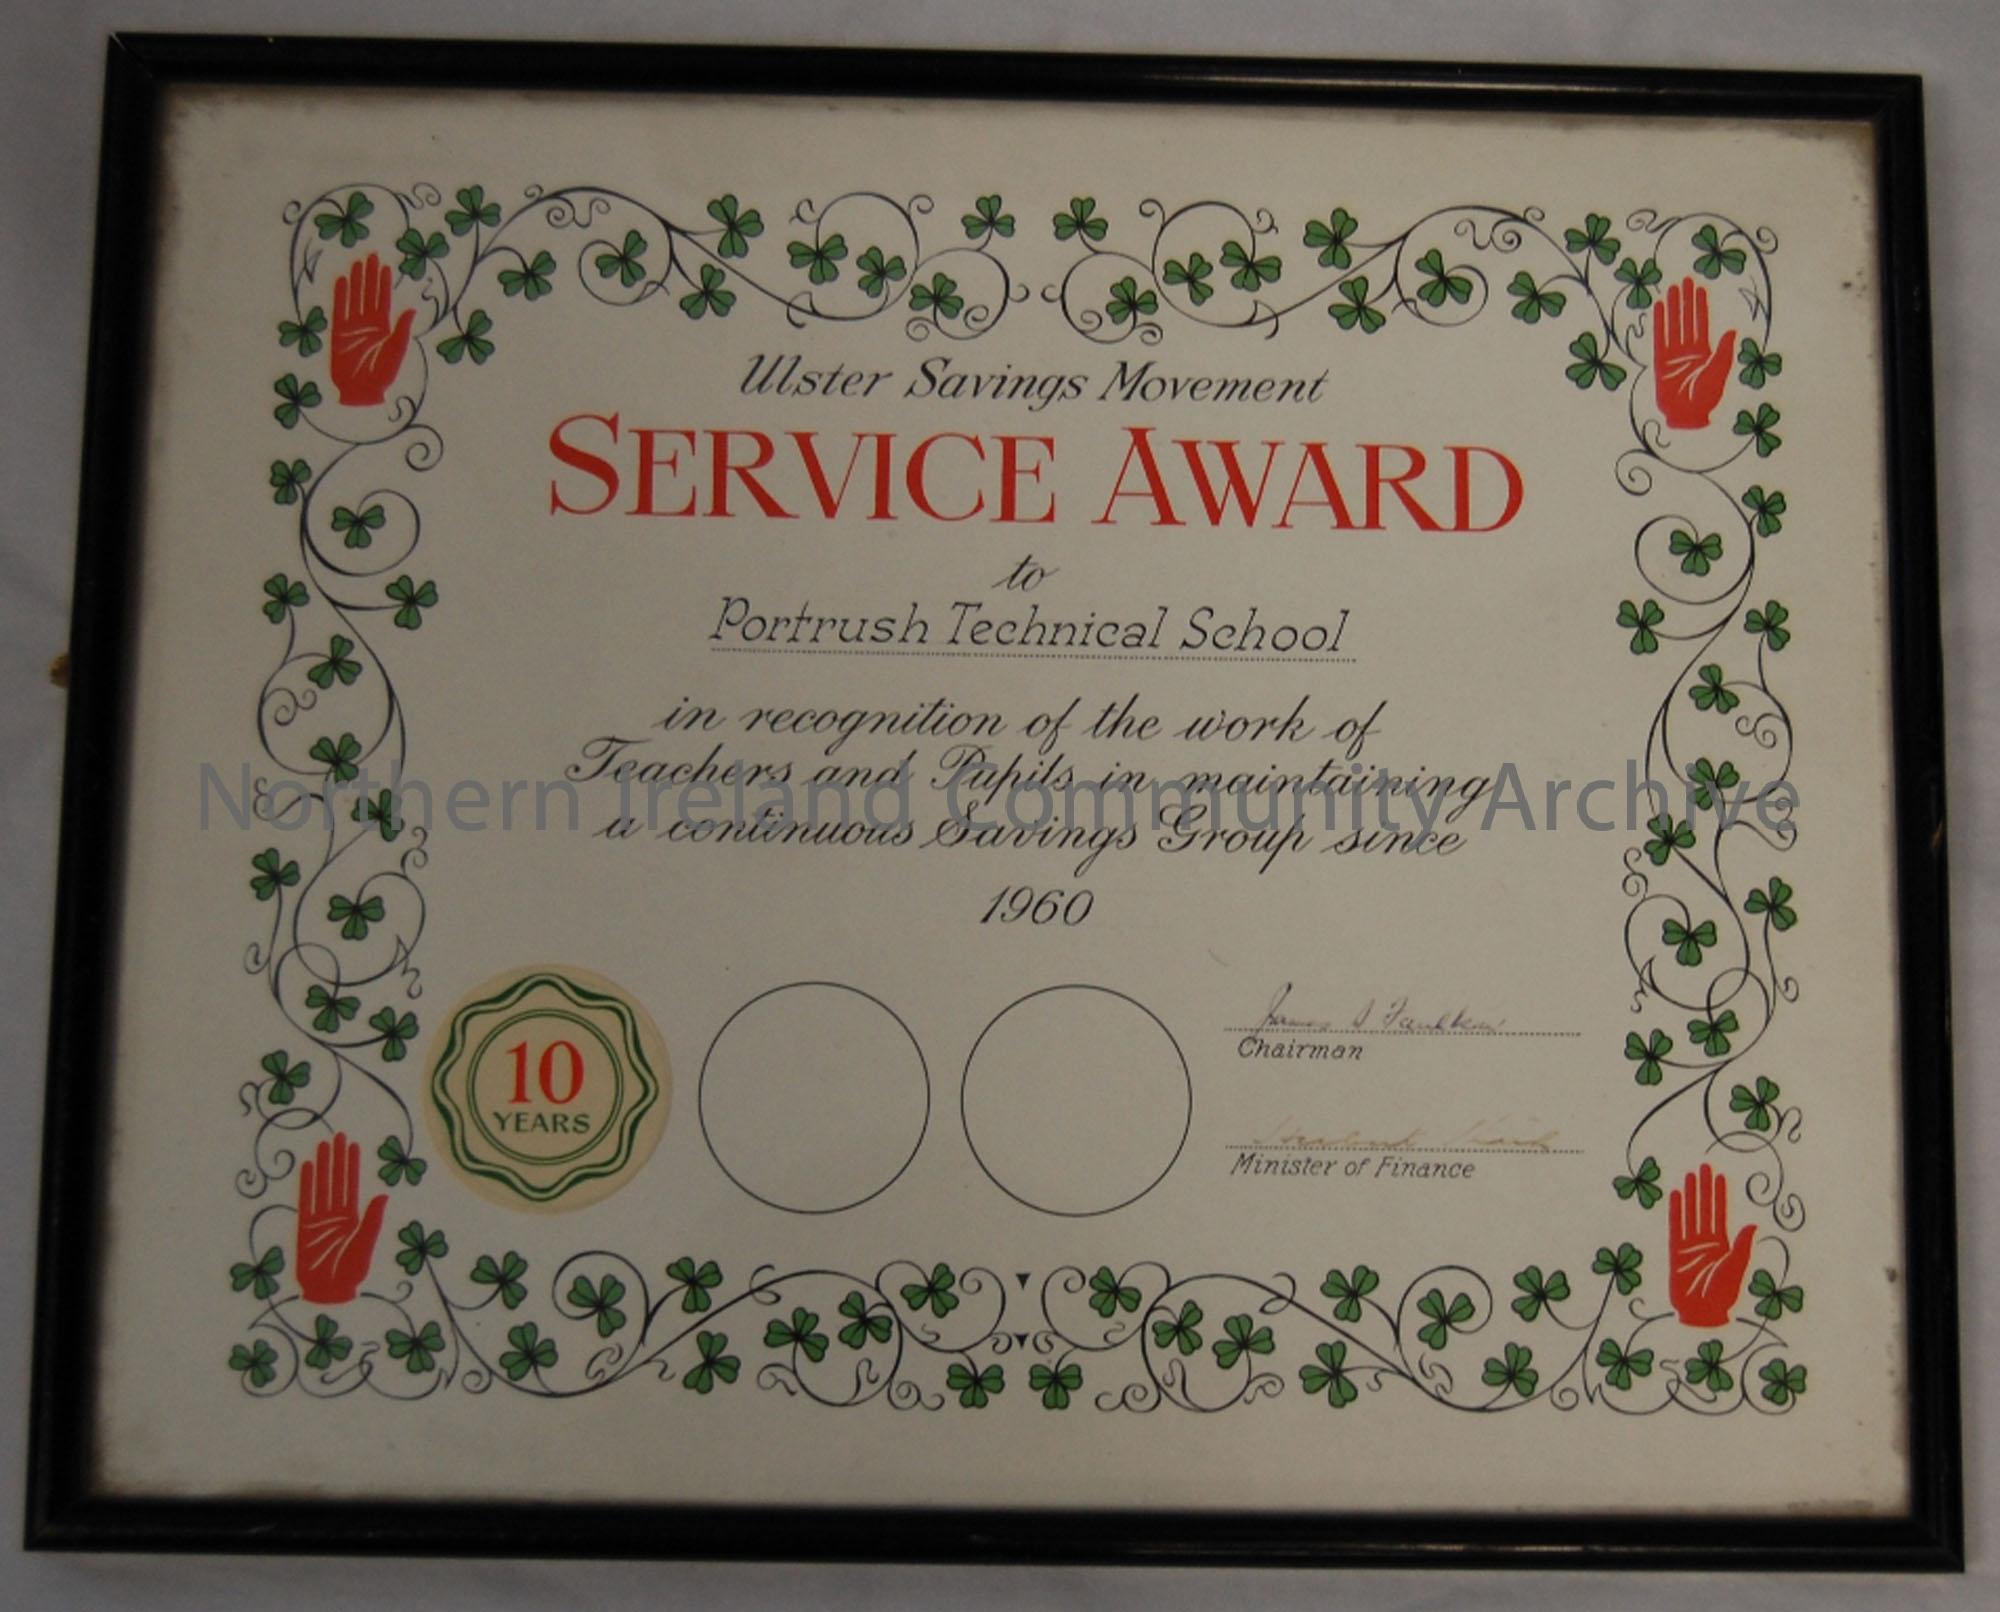 Ulster Savings Movement
SERVICE AWARD
to
Portrush Technical School
in recognition of the work of
Teachers and Pupils in maintaining
a continuous Savings Group since
1960
10
YEARS
James
Chairman
Minister of Finance
Northern Ireland Community Archive